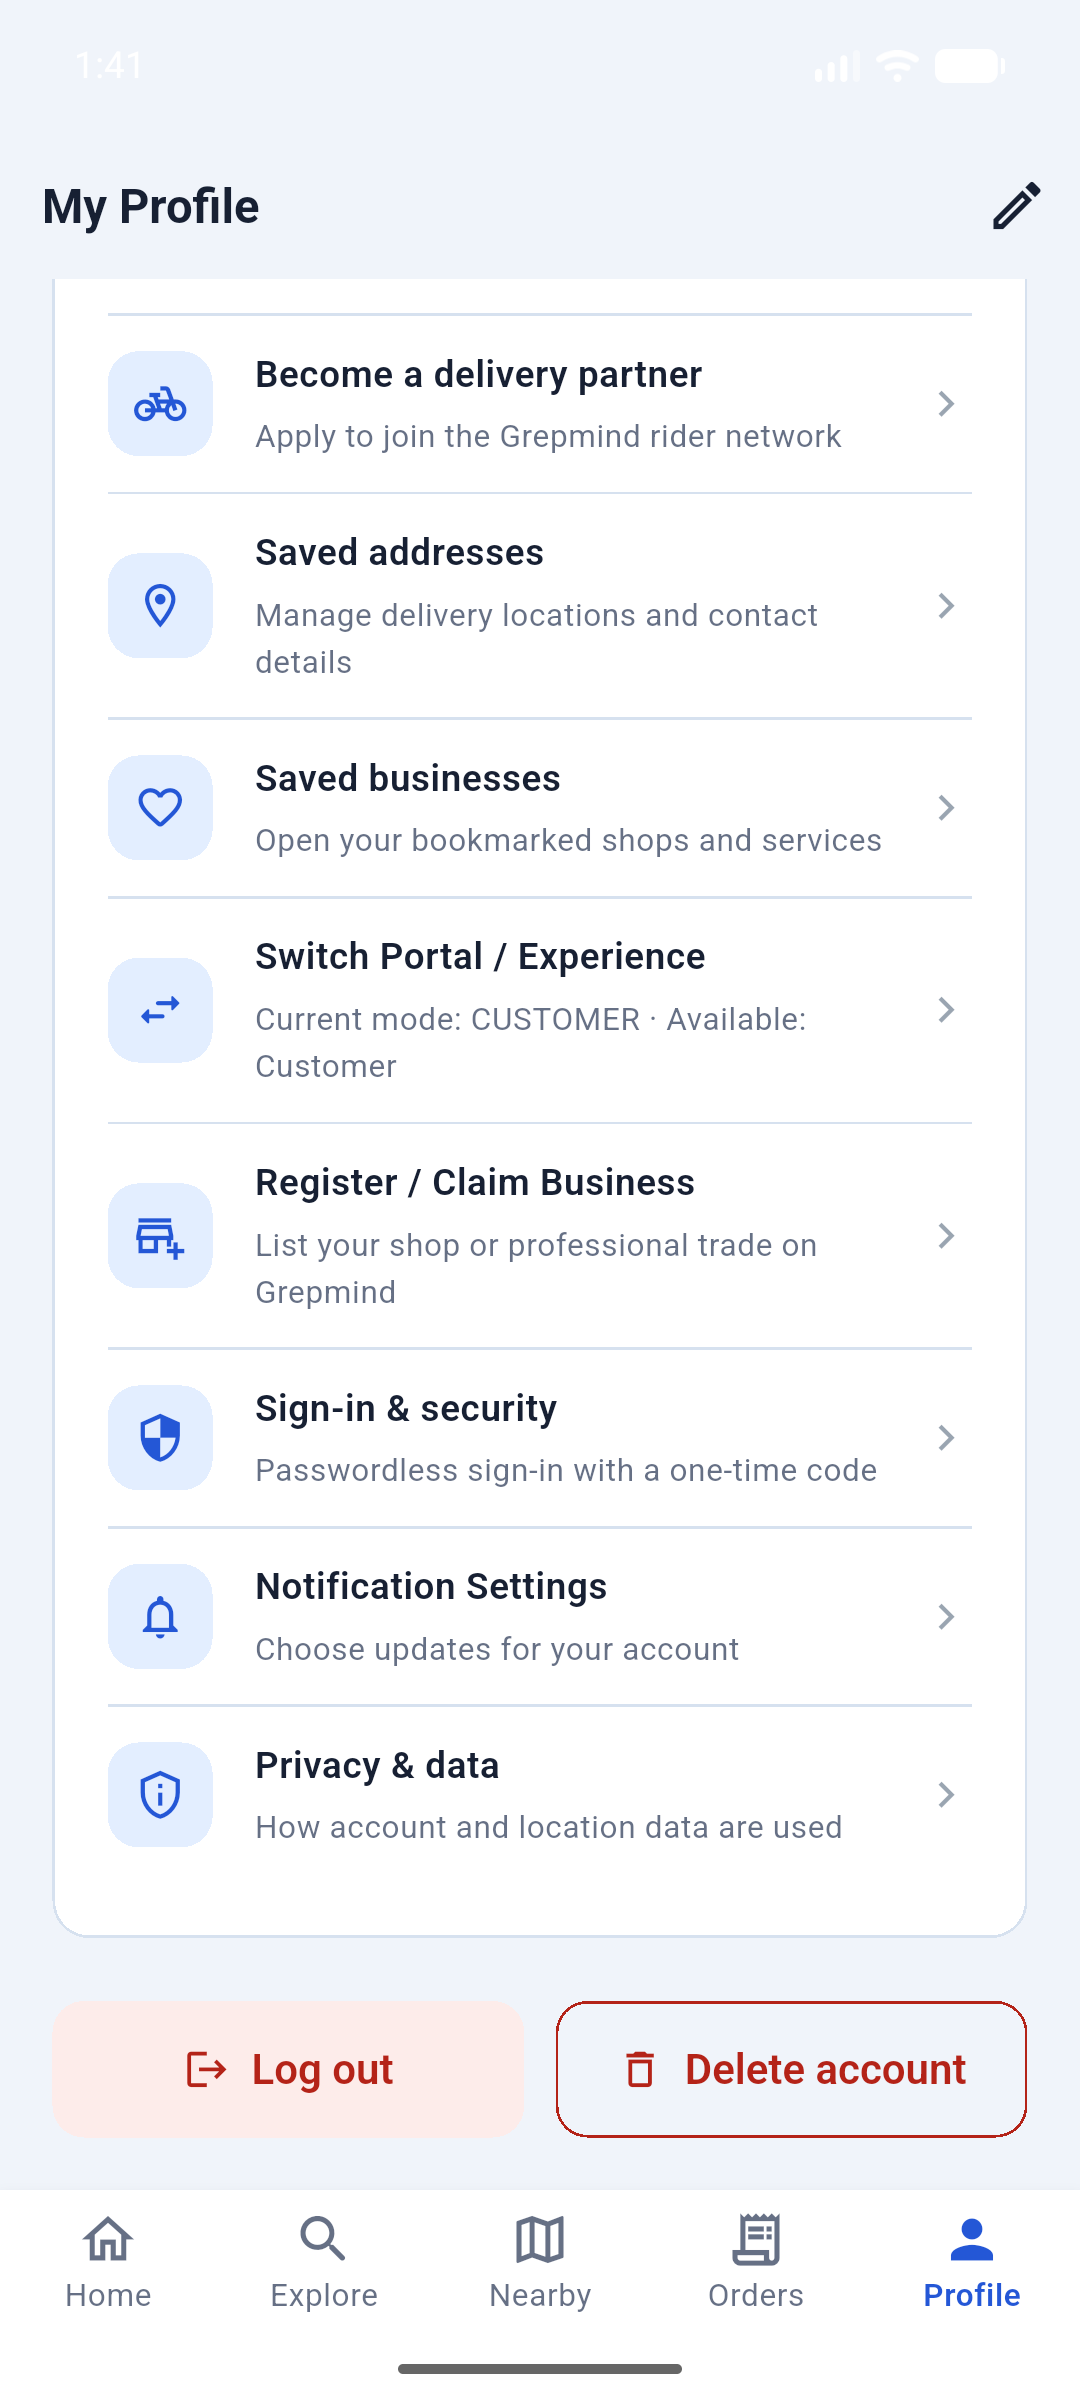 1:41
My Profile
Become a delivery partner
Apply to join the Grepmind rider network
Saved addresses
Manage delivery locations and contact
details
Saved businesses
Open your bookmarked shops and services
Switch Portal / Experience
Current mode: CUSTOMER · Available:
Customer
Register / Claim Business
List your shop or professional trade on
Grepmind
Sign-in & security
Passwordless sign-in with a one-time code
Notification Settings
Choose updates for your account
Privacy & data
How account and location data are used
Log out
Delete account
Home
Explore
Nearby
Orders
Profile